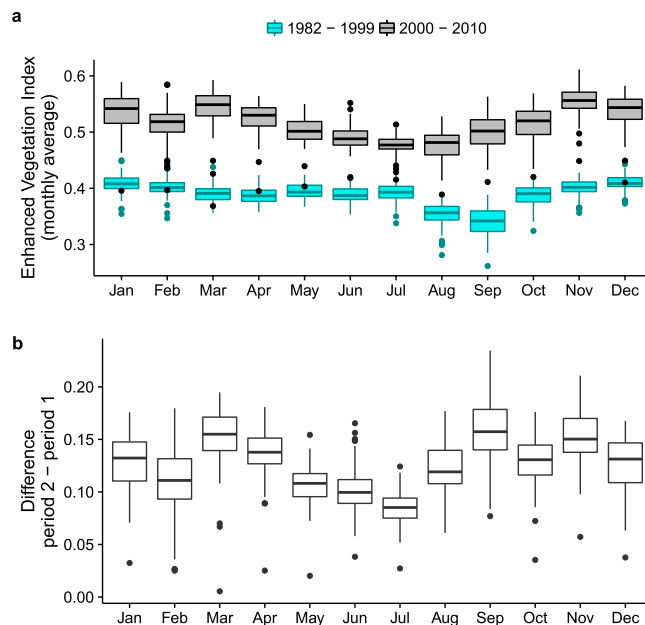 a
1982 − 1999 2000 − 2010
Enhanced Vegetation Index
(monthly average)
0.6
0.5
0.4
0.3
Jan Feb Mar Apr May Jun Jul Aug Sep Oct Nov Dec
b
Difference
period 2 − period 1
0.20
0.15
0.10
0.05
0.00
Jan Feb Mar Apr May Jun Jul Aug Sep Oct Nov Dec